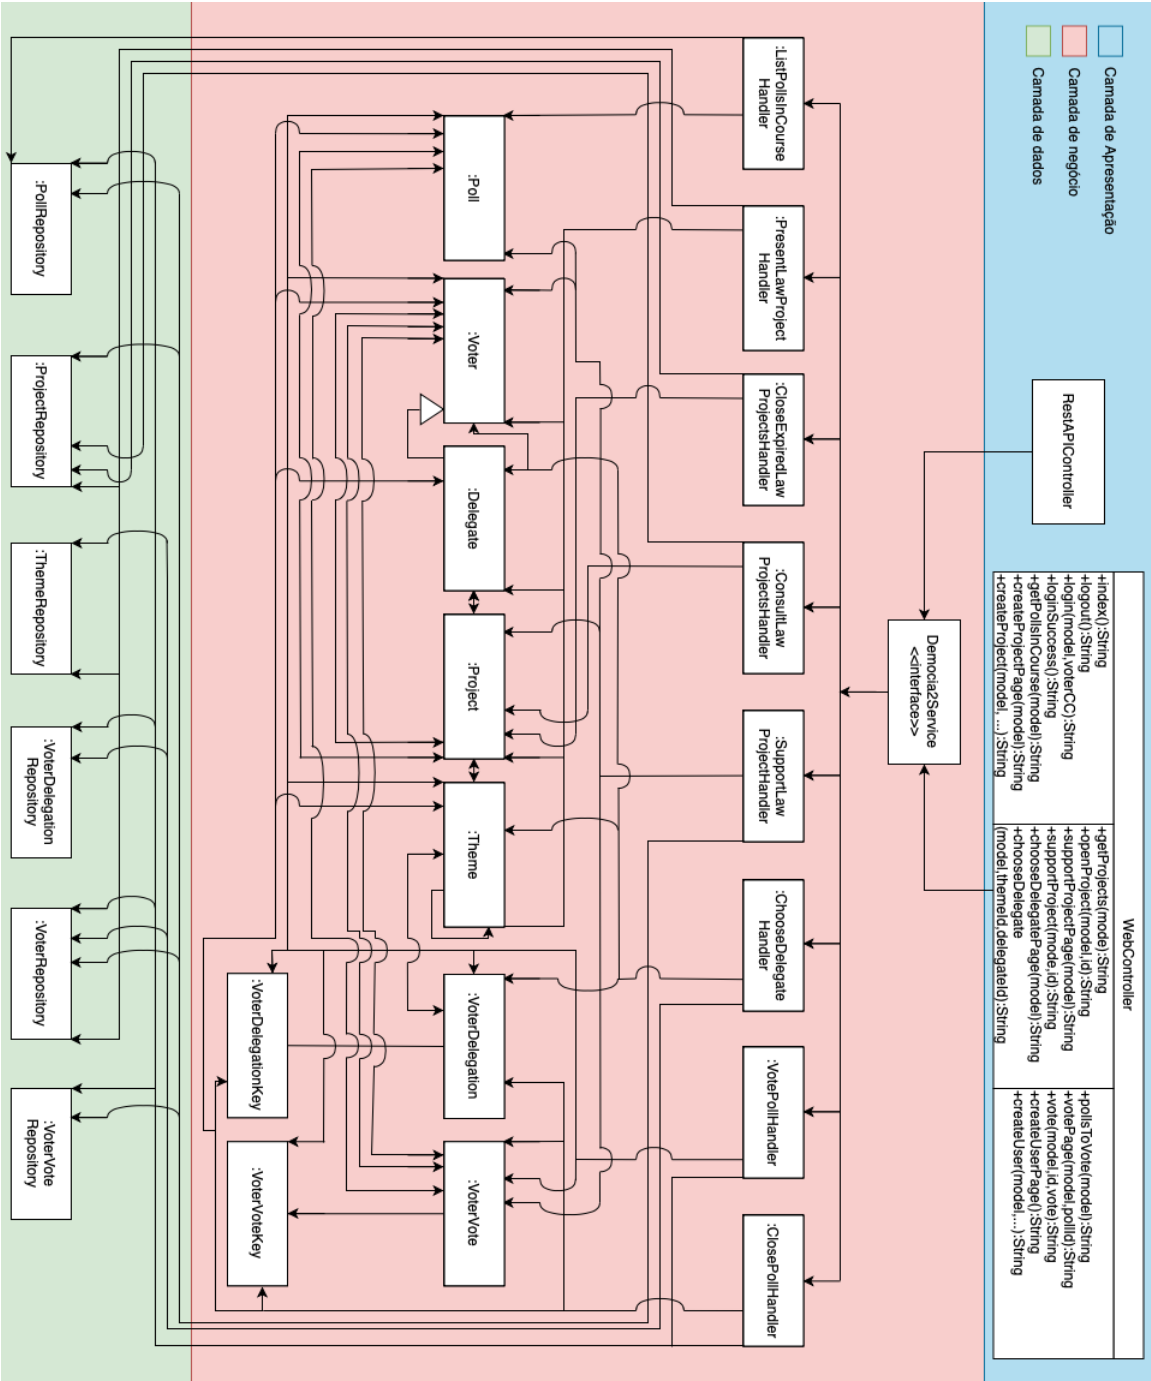 Camada de Apresentação
Camada de negócio
Camada de dados
RestAPIController
WebController
+index():String
+logout():String
+login(model,voterCC):String
+loginSuccess():String
+getPollsInCourse(model):String
+createProjectPage(model):String
+createProject(model, ...):String
+getProjects(mode):String
+openProject(model,id):String
+supportProjectPage(model):String
+supportProject(mode,id):String
+chooseDelegatePage(model):String
+chooseDelegate
(model,themeId,delegateId):String
+pollsToVote(model):String
+votePage(model,pollId):String
+vote(model,id,vote):String
+createUserPage():String
+createUser(model,...):String
Democia2Service
<<interface>>
:ListPollsInCourse
Handler
:PresentLawProject
Handler
:CloseExpiredLaw
ProjectsHandler
:ConsultLaw
ProjectsHandler
:SupportLaw
ProjectHandler
:ChooseDelegate
Handler
:VotePollHandler
:ClosePollHandler
:Poll
:Voter
:Delegate
:Project
:Theme
:VoterDelegation
:VoterVote
:VoterDelegationKey
:VoterVoteKey
:PollRepository
:ProjectRepository
:ThemeRepository
:VoterDelegation
Repository
:VoterRepository
:VoterVote
Repository